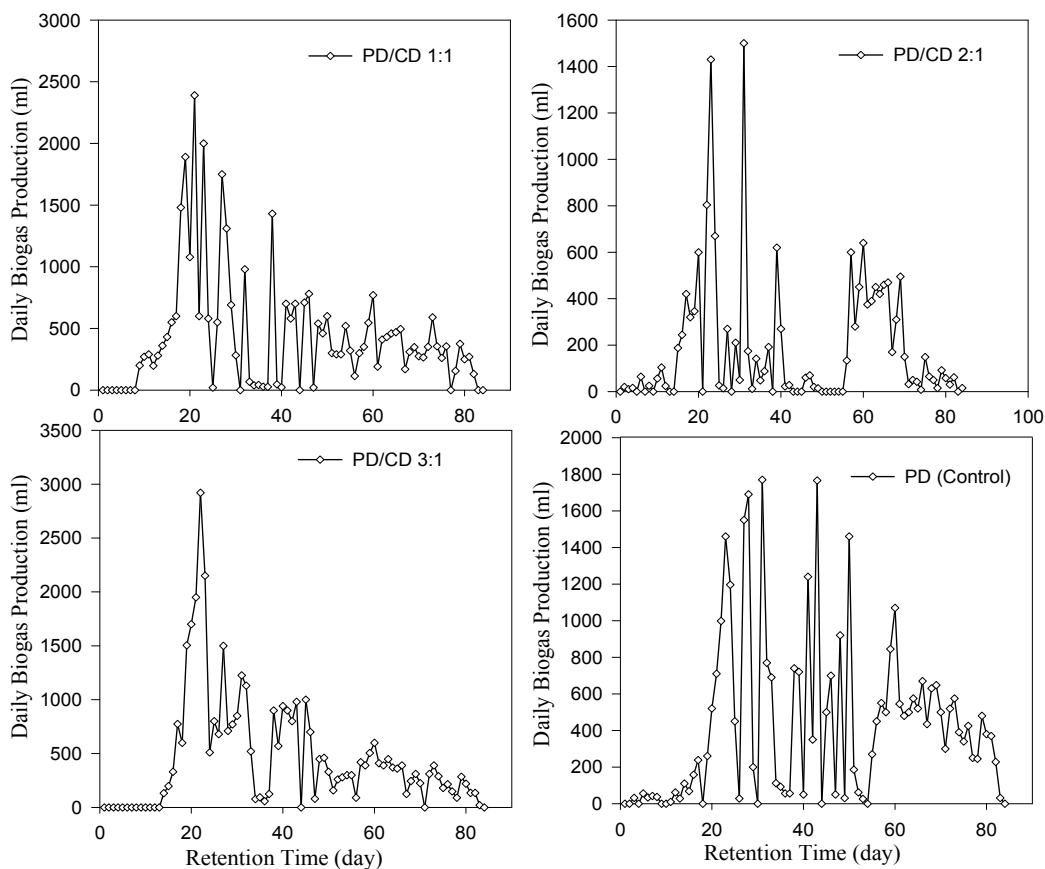 3000
2500
2000
1500
1000
500
0
Daily Biogas Production (ml)
PD/CD 1:1
0 20 40 60 80
1600
1400
1200
1000
800
600
400
200
0
Daily Biogas Production (ml)
PD/CD 2:1
0 20 40 60 80 100
3500
3000
2500
2000
1500
1000
500
0
Daily Biogas Production (ml)
PD/CD 3:1
0 20 40 60 80
Retention Time (day)
2000
1800
1600
1400
1200
1000
800
600
400
200
0
Daily Biogas Production (ml)
PD (Control)
0 20 40 60 80
Retention Time (day)